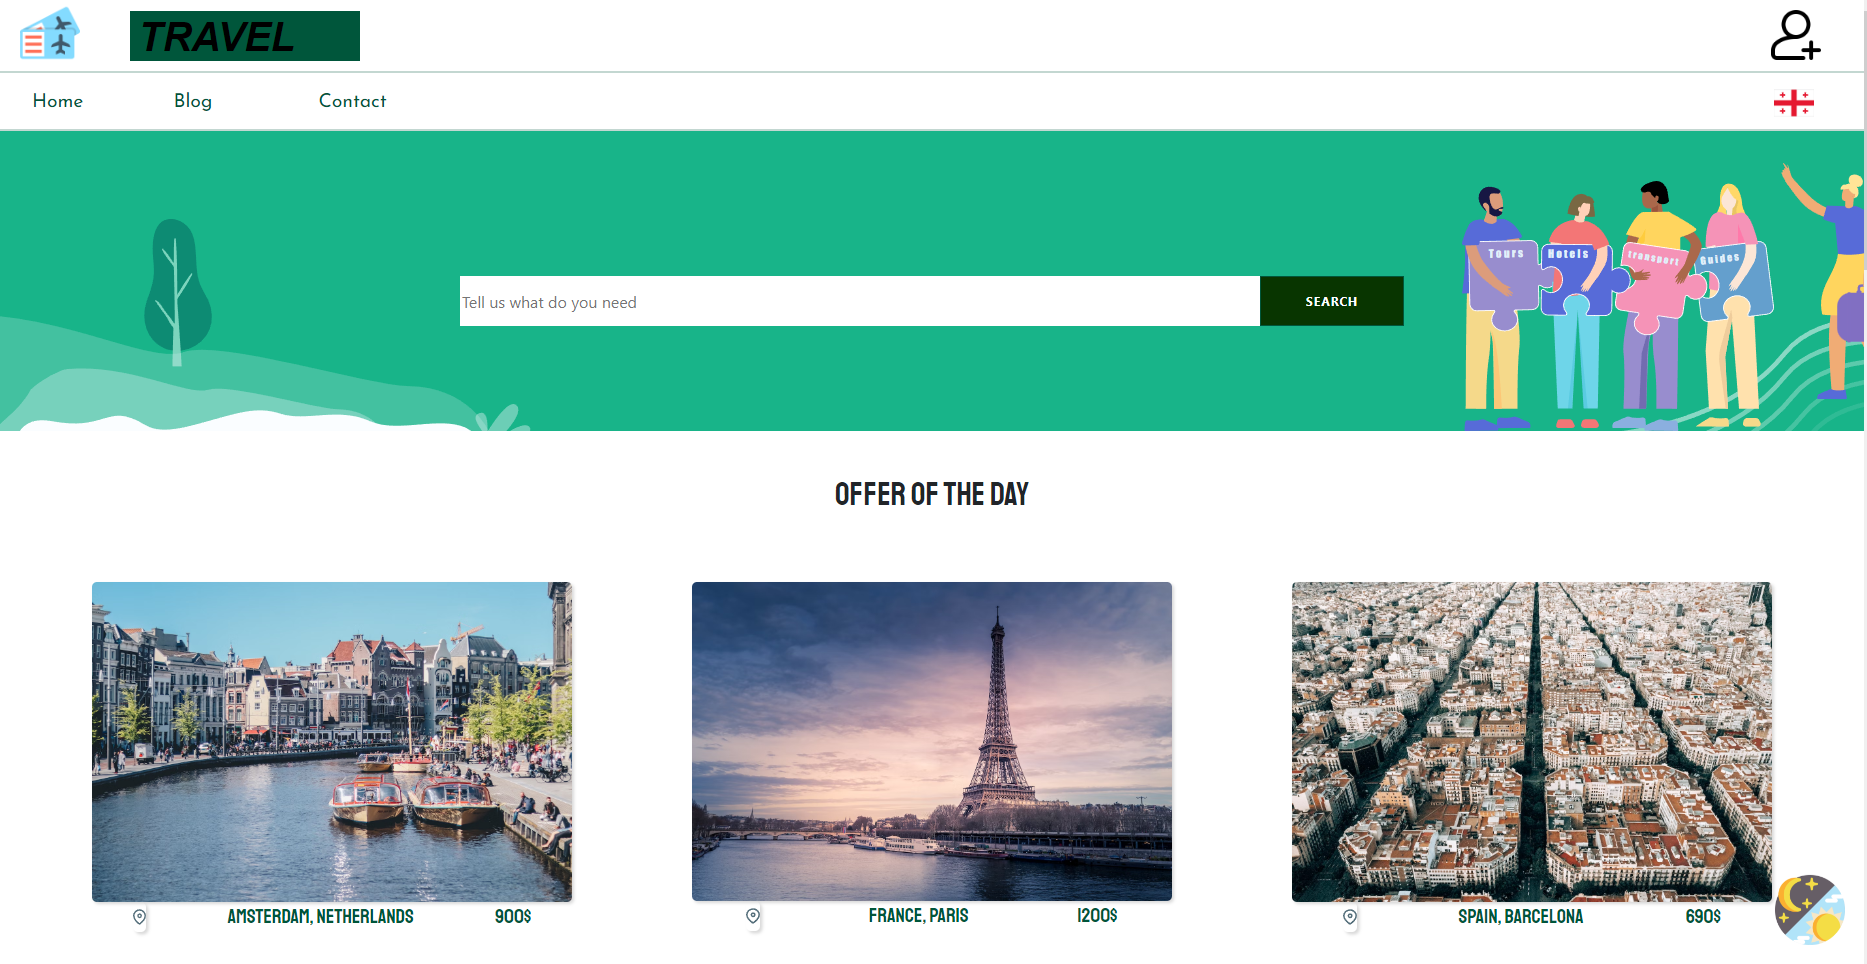 TRAVEL
Home Blog Contact
Tours Hotels transport Guides
Tell us what do you need SEARCH
OFFER OF THE DAY
AMSTERDAM, NETHERLANDS 900$
FRANCE, PARIS 1200$
SPAIN, BARCELONA 690$